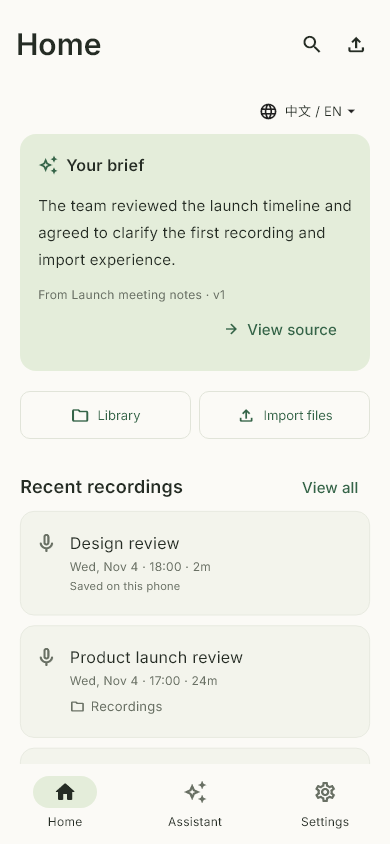 Home
中文 / EN
Your brief
The team reviewed the launch timeline and
agreed to clarify the first recording and
import experience.
From Launch meeting notes · v1
View source
Library
Import files
Recent recordings
View all
Design review
Wed, Nov 4 · 18:00 · 2m
Saved on this phone
Product launch review
Wed, Nov 4 · 17:00 · 24m
Recordings
Home
Assistant
Settings